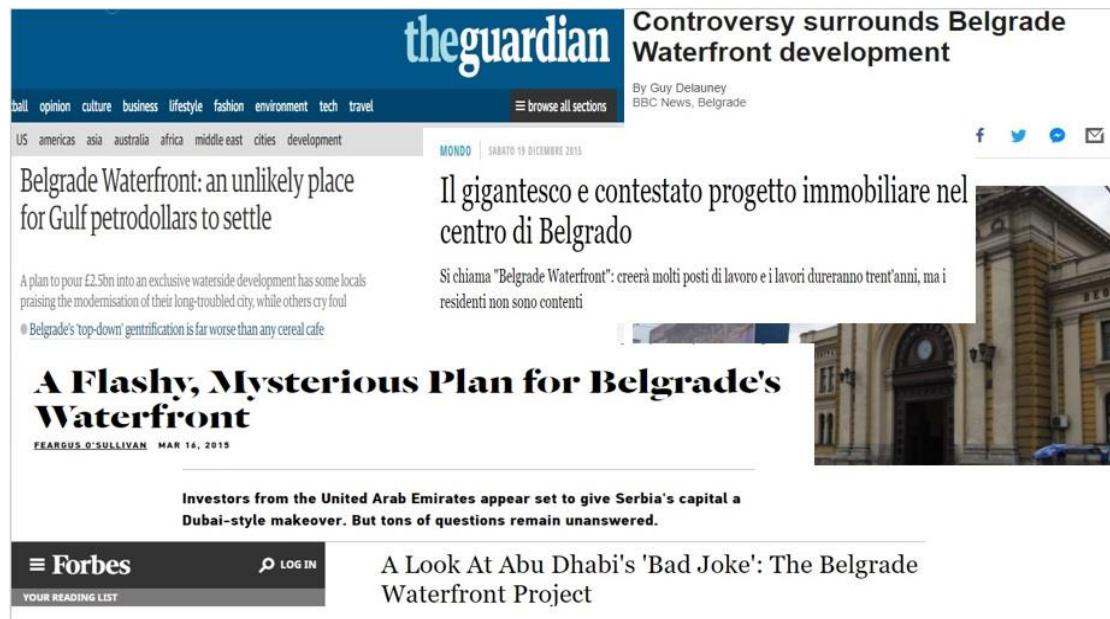 theguardian
ball opinion culture business lifestyle fashion environment tech travel
≡ browse all sections
US americas asia australia africa middle east cities development
Belgrade Waterfront: an unlikely place
for Gulf petrodollars to settle
A plan to pour £2.5bn into an exclusive waterside development has some locals
praising the modernisation of their long-troubled city, while others cry foul
Belgrade's 'top-down' gentrification is far worse than any cereal cafe
Controversy surrounds Belgrade
Waterfront development
By Guy Delauney
BBC News, Belgrade
MONDO SABATO 19 DICEMBRE 2015
Il gigantesco e contestato progetto immobiliare nel
centro di Belgrado
Si chiama "Belgrade Waterfront": creerà molti posti di lavoro e i lavori dureranno trent'anni, ma i
residenti non sono contenti
A Flashy, Mysterious Plan for Belgrade's
Waterfront
FEARGUS O'SULLIVAN MAR 16, 2015
Investors from the United Arab Emirates appear set to give Serbia's capital a
Dubai-style makeover. But tons of questions remain unanswered.
≡ Forbes LOG IN
YOUR READING LIST
A Look At Abu Dhabi's 'Bad Joke': The Belgrade
Waterfront Project